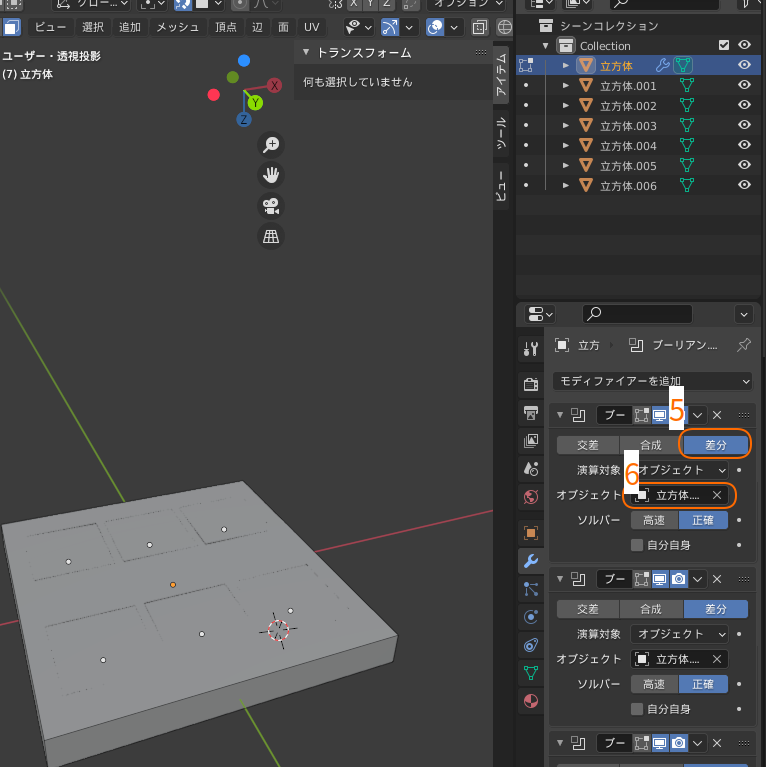 グロー...
X Y Z
オプション
ビュー 選択 追加 メッシュ 頂点 辺 面 UV
ユーザー・透視投影
(7) 立方体
トランスフォーム
何も選択していません
アイテム
ツール
ビュー
X
Y
Z
シーンコレクション
Collection
立方体
立方体.001
立方体.002
立方体.003
立方体.004
立方体.005
立方体.006
立方 ブーリアン....
モディファイアーを追加
5
ブー
交差 合成 差分
6
演算対象 オブジェクト
オブジェクト 立方体....
ソルバー 高速 正確
自分自身
ブー
交差 合成 差分
演算対象 オブジェクト
オブジェクト 立方体....
ソルバー 高速 正確
自分自身
ブー